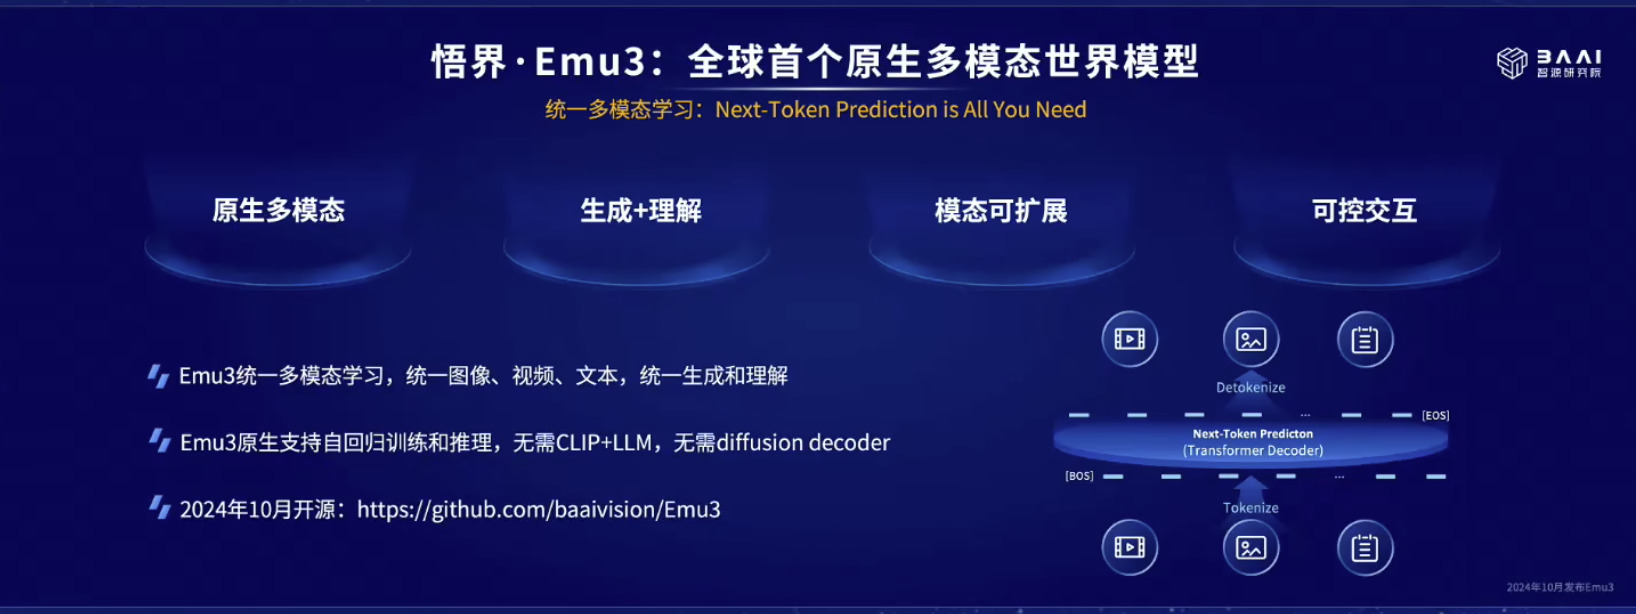 悟界·Emu3：全球首个原生多模态世界模型
BAAI
智源研究院
统一多模态学习：Next-Token Prediction is All You Need
原生多模态
生成+理解
模态可扩展
可控交互
Emu3统一多模态学习，统一图像、视频、文本，统一生成和理解
Emu3原生支持自回归训练和推理，无需CLIP+LLM，无需diffusion decoder
2024年10月开源：https://github.com/baaivision/Emu3
Detokenize
... [EOS]
Next-Token Predicton
(Transformer Decoder)
[BOS] ...
Tokenize
2024年10月发布Emu3